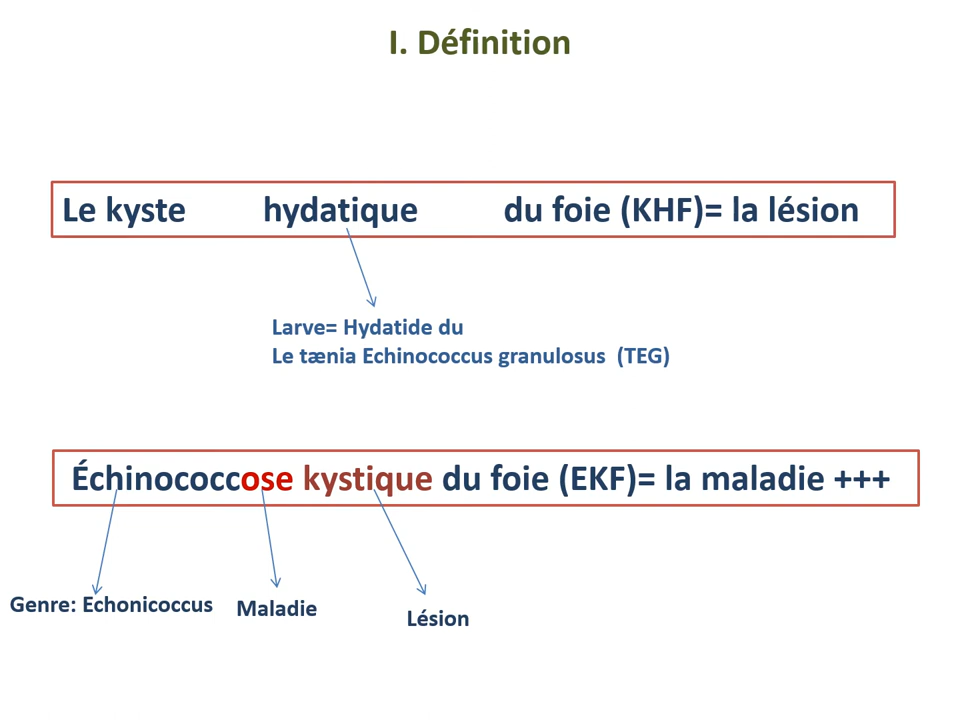 I. Définition
Le kyste hydatique du foie (KHF)= la lésion
Larve= Hydatide du
Le tænia Echinococcus granulosus (TEG)
Échinococcose kystique du foie (EKF)= la maladie +++
Genre: Echonicoccus
Maladie
Lésion